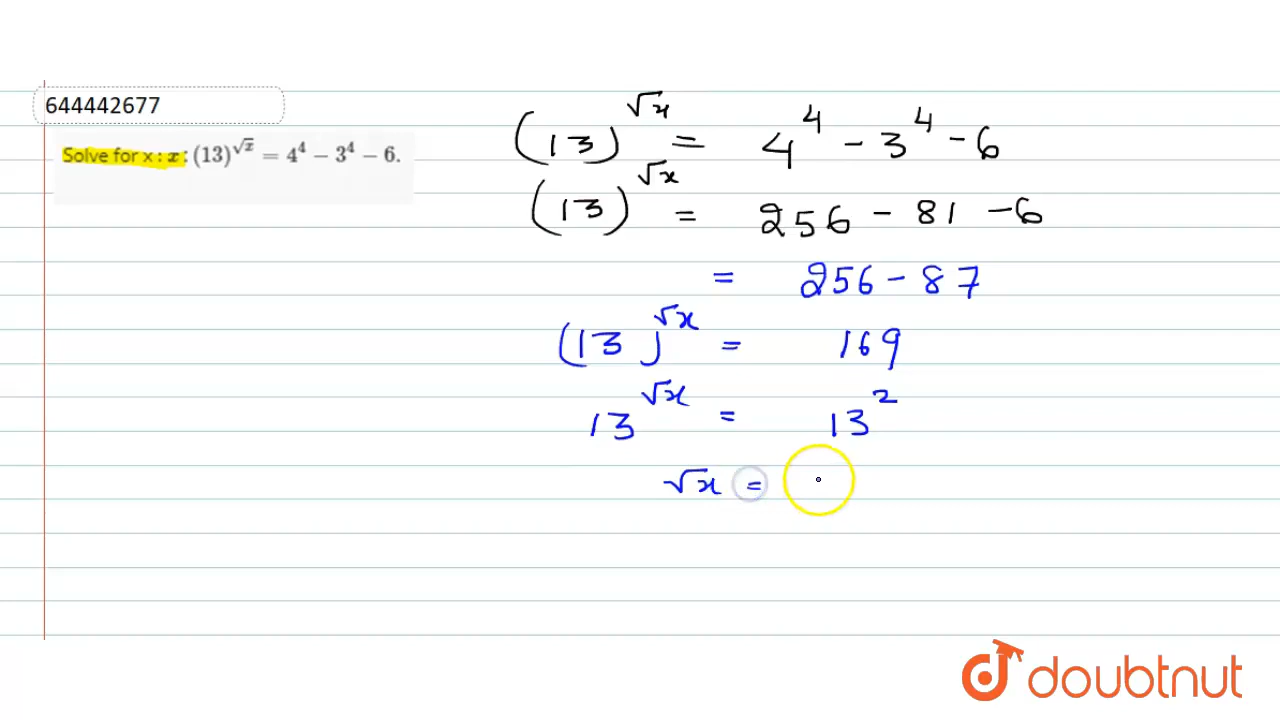 644442677
Solve for x : x : (13)^√x = 4^4 − 3^4 − 6.
(13)^√x = 4^4 - 3^4 - 6
(13)^√x = 256 - 81 - 6
= 256 - 87
(13)^√x = 169
13^√x = 13^2
√x =
doubtnut